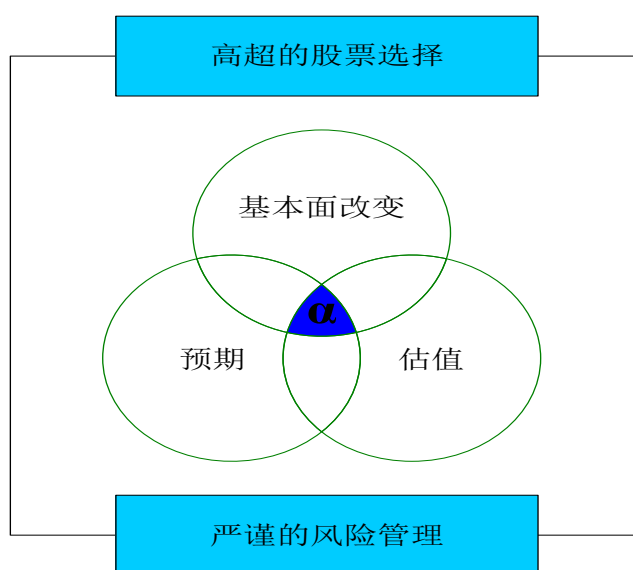 高超的股票选择
基本面改变
α
预期
估值
严谨的风险管理